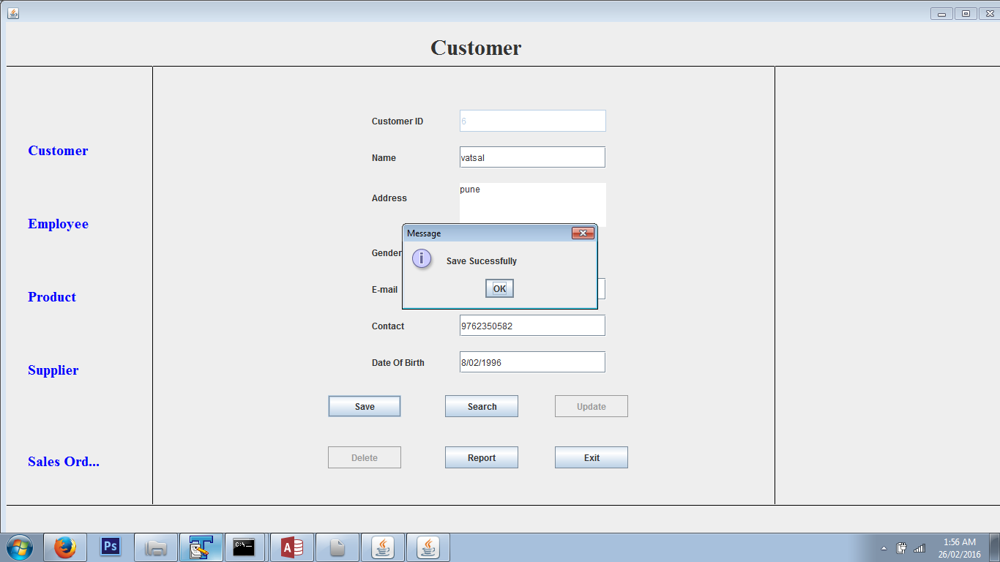 Customer
Customer
Employee
Product
Supplier
Sales Ord...
Customer ID 6
Name vatsal
Address pune
Gender
E-mail
Message
i
Save Sucessfully
OK
Contact 9762350582
Date Of Birth 8/02/1996
Save Search Update
Delete Report Exit
Ps
C:\
A
1:56 AM
26/02/2016